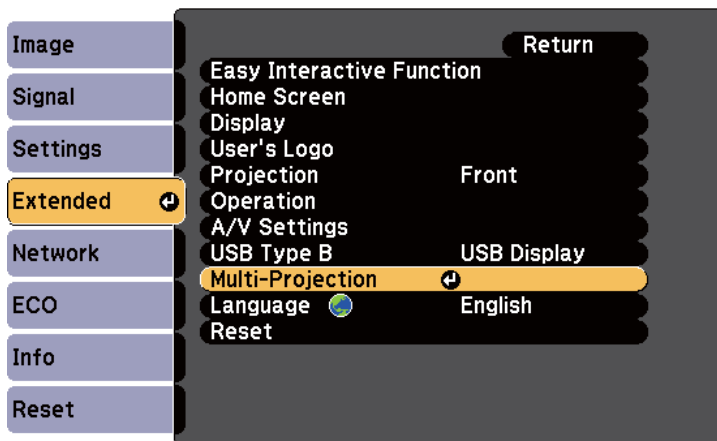 Image
Signal
Settings
Extended
Network
ECO
Info
Reset
Return
Easy Interactive Function
Home Screen
Display
User's Logo
Projection Front
Operation
A/V Settings
USB Type B USB Display
Multi-Projection
Language English
Reset